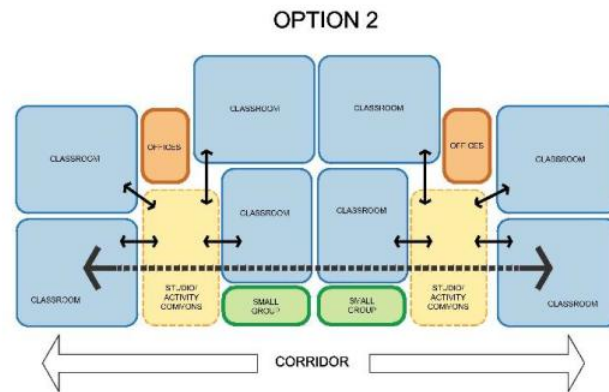 OPTION 2
CLASSROOM
CLASSROOM
CLASSROOM
OFFICES
OFFICES
CLASSROOM
CLASSROOM
CLASSROOM
CLASSROOM
STUDIO/
ACTIVITY
COMMONS
STUDIO/
ACTIVITY
COMMONS
CLASSROOM
SMALL
GROUP
SMALL
GROUP
CLASSROOM
CORRIDOR